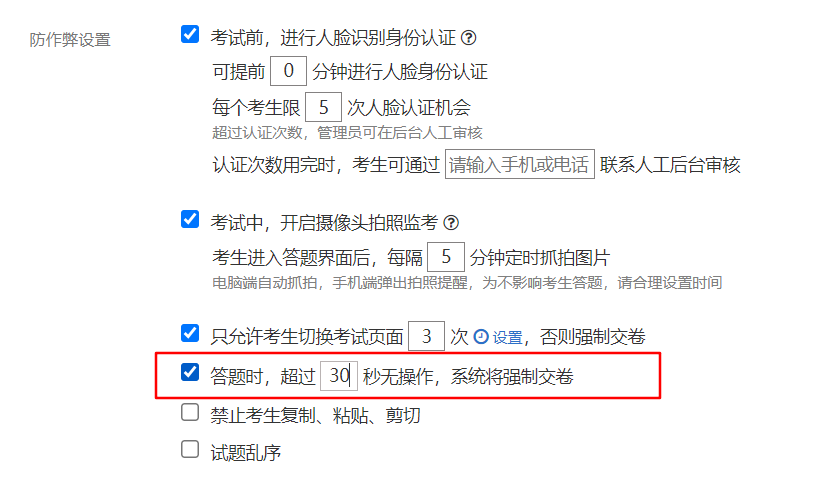 防作弊设置
考试前，进行人脸识别身份认证 ?
可提前 0 分钟进行人脸身份认证
每个考生限 5 次人脸认证机会
超过认证次数，管理员可在后台人工审核
认证次数用完时，考生可通过 请输入手机或电话 联系人工后台审核
考试中，开启摄像头拍照监考 ?
考生进入答题界面后，每隔 5 分钟定时抓拍图片
电脑端自动抓拍，手机端弹出拍照提醒，为不影响考生答题，请合理设置时间
只允许考生切换考试页面 3 次 设置，否则强制交卷
答题时，超过 30 秒无操作，系统将强制交卷
禁止考生复制、粘贴、剪切
试题乱序